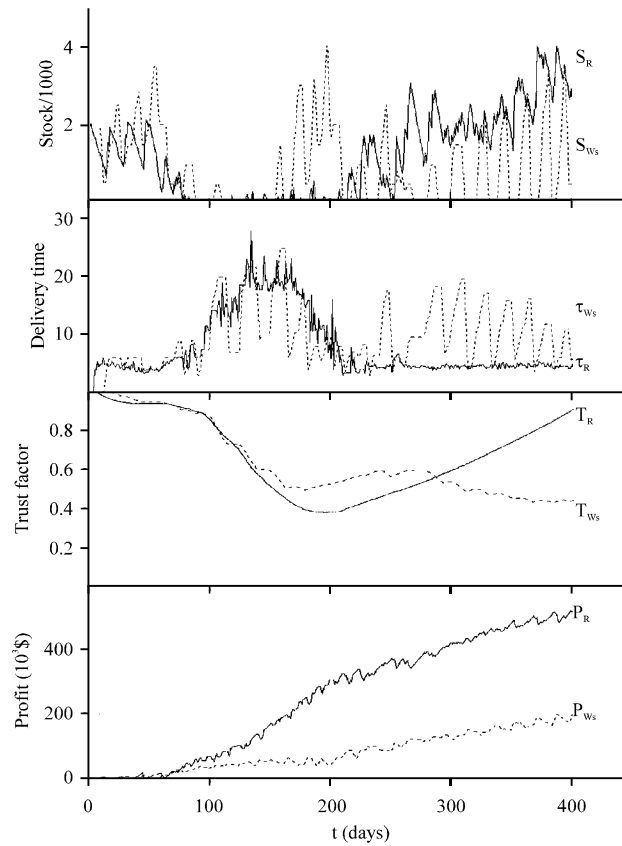 Stock/1000
4
2
S_R
S_Ws
Delivery time
30
20
10
τ_Ws
τ_R
Trust factor
0.8
0.6
0.4
0.2
T_R
T_Ws
Profit (10³$)
400
200
0
P_R
P_Ws
0 100 200 300 400
t (days)